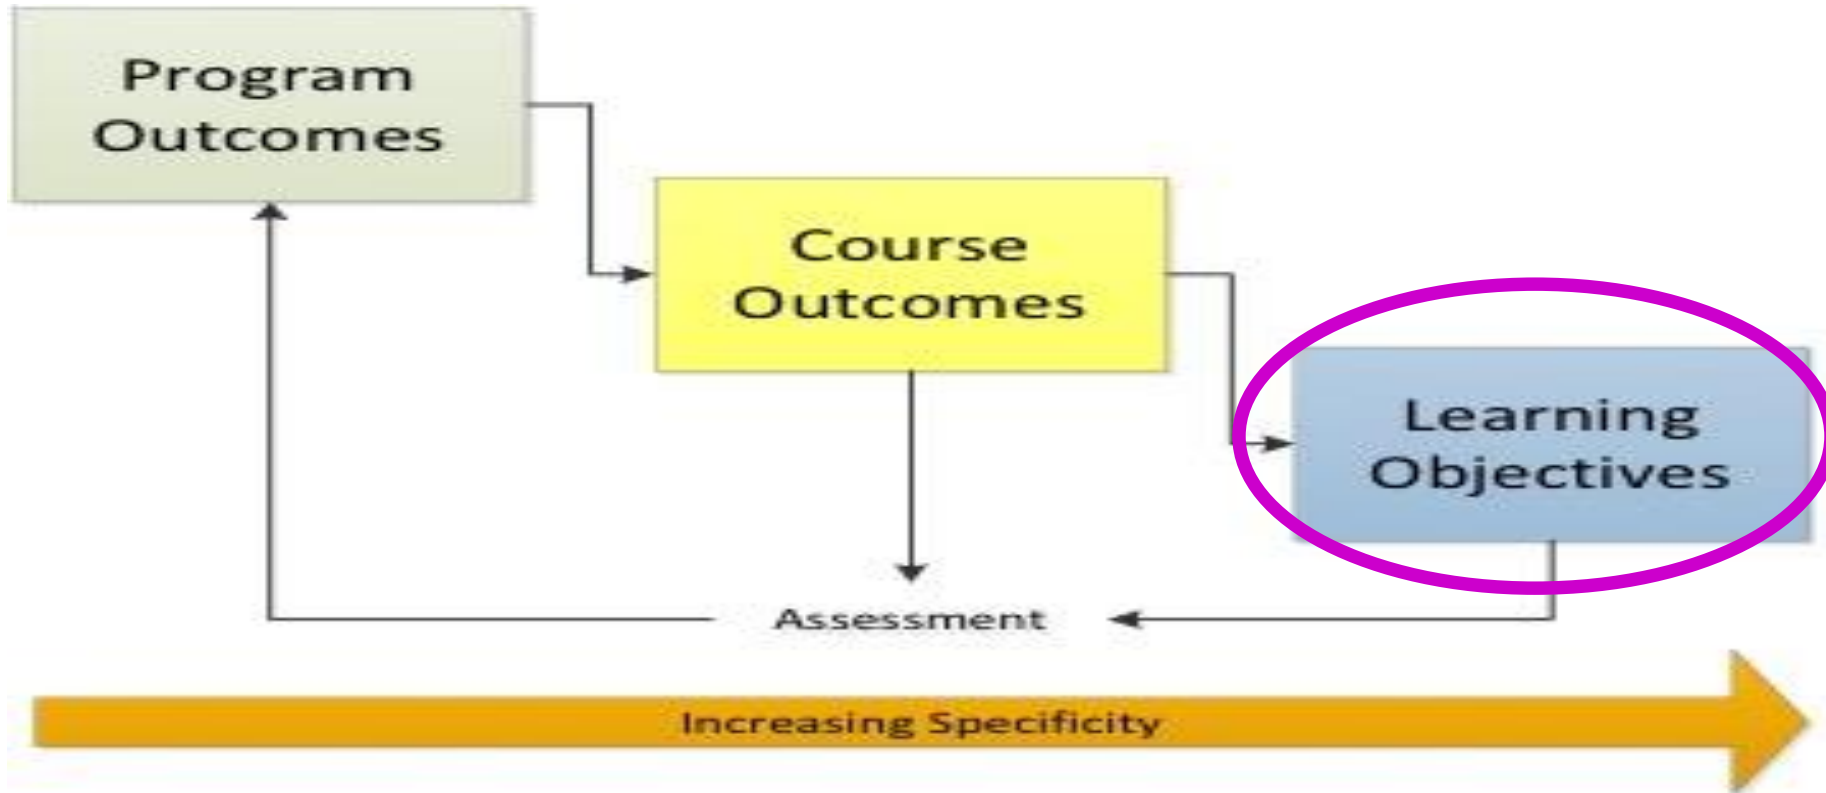 Program
Outcomes
Course
Outcomes
Learning
Objectives
Assessment
Increasing Specificity